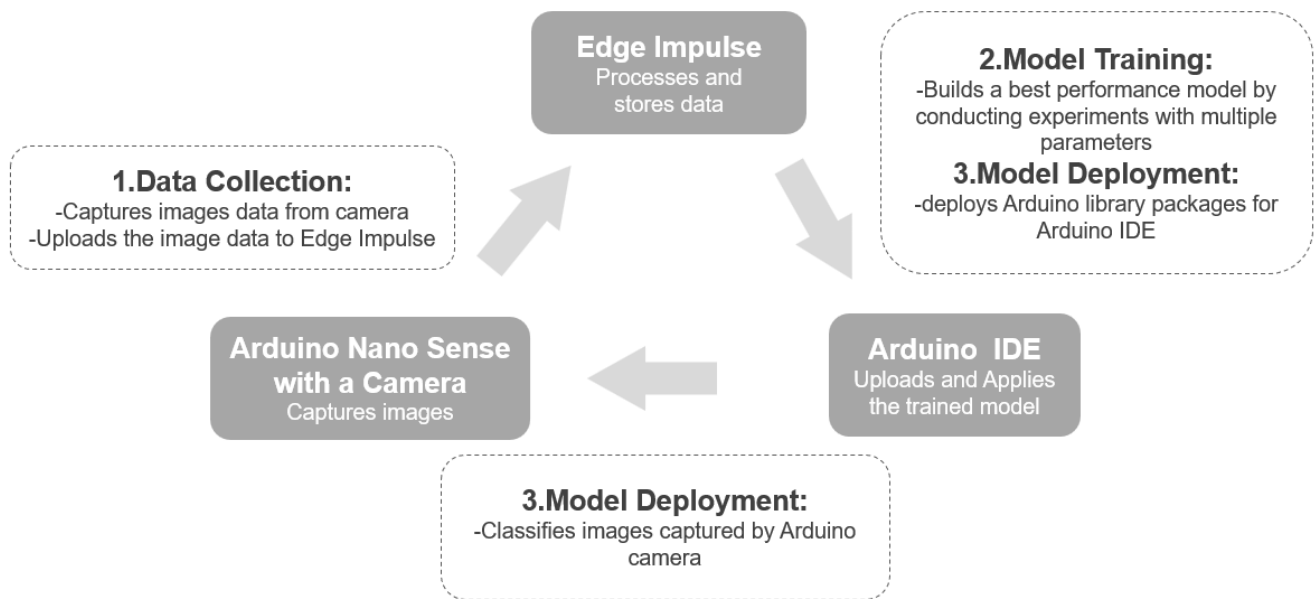 Edge Impulse
Processes and
stores data
2.Model Training:
-Builds a best performance model by
conducting experiments with multiple
parameters
3.Model Deployment:
-deploys Arduino library packages for
Arduino IDE
1.Data Collection:
-Captures images data from camera
-Uploads the image data to Edge Impulse
Arduino Nano Sense
with a Camera
Captures images
Arduino  IDE
Uploads and Applies
the trained model
3.Model Deployment:
-Classifies images captured by Arduino
camera